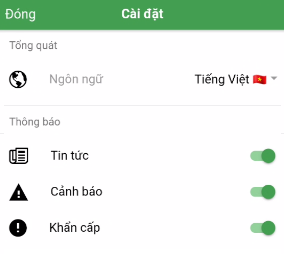 Đóng Cài đặt
Tổng quát
Ngôn ngữ Tiếng Việt 🇻🇳
Thông báo
Tin tức
Cảnh báo
Khẩn cấp